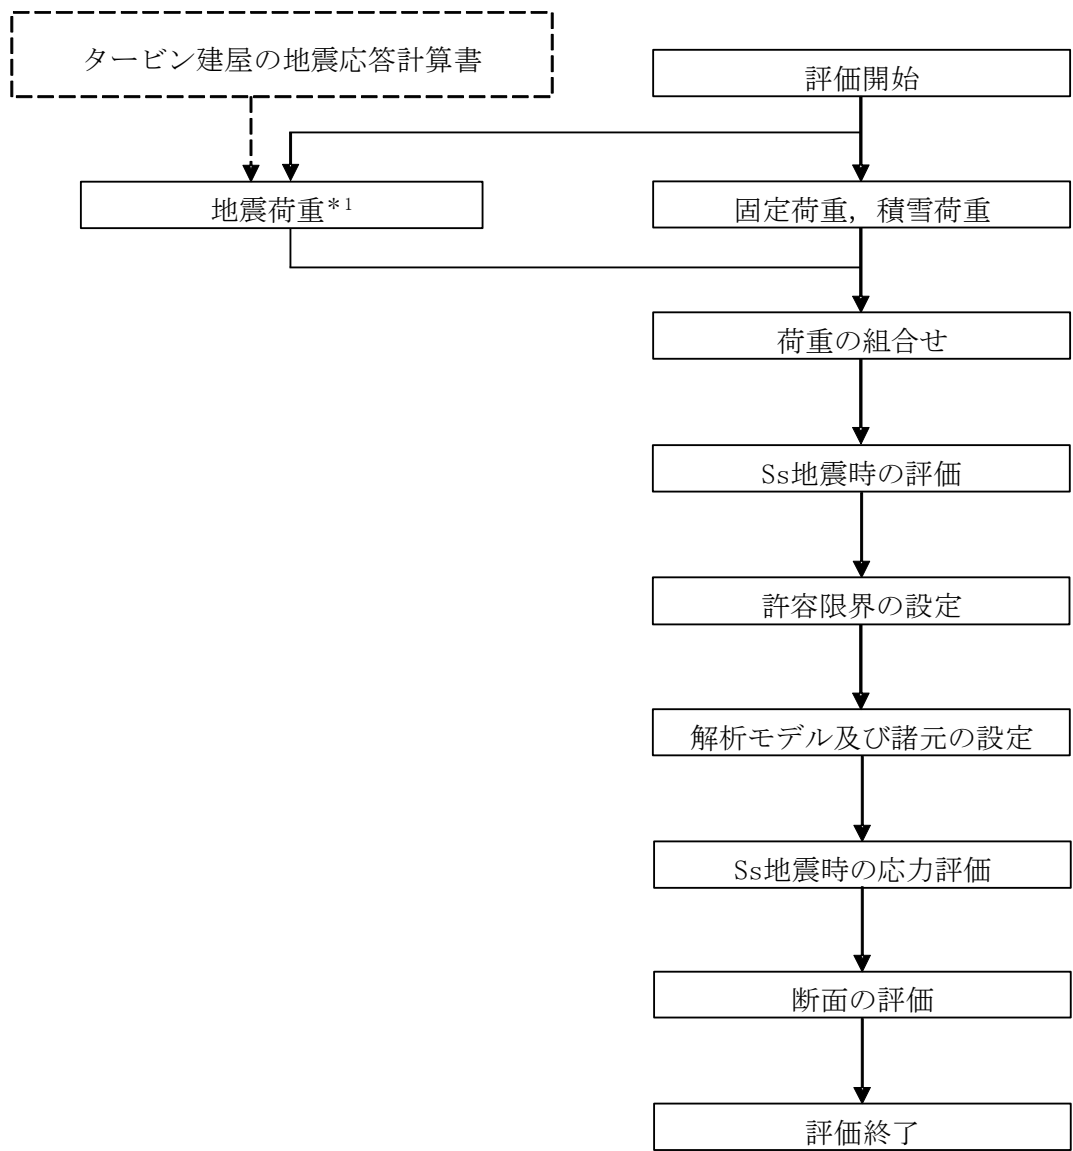 タービン建屋の地震応答計算書
評価開始
地震荷重*1
固定荷重，積雪荷重
荷重の組合せ
Ss地震時の評価
許容限界の設定
解析モデル及び諸元の設定
Ss地震時の応力評価
断面の評価
評価終了